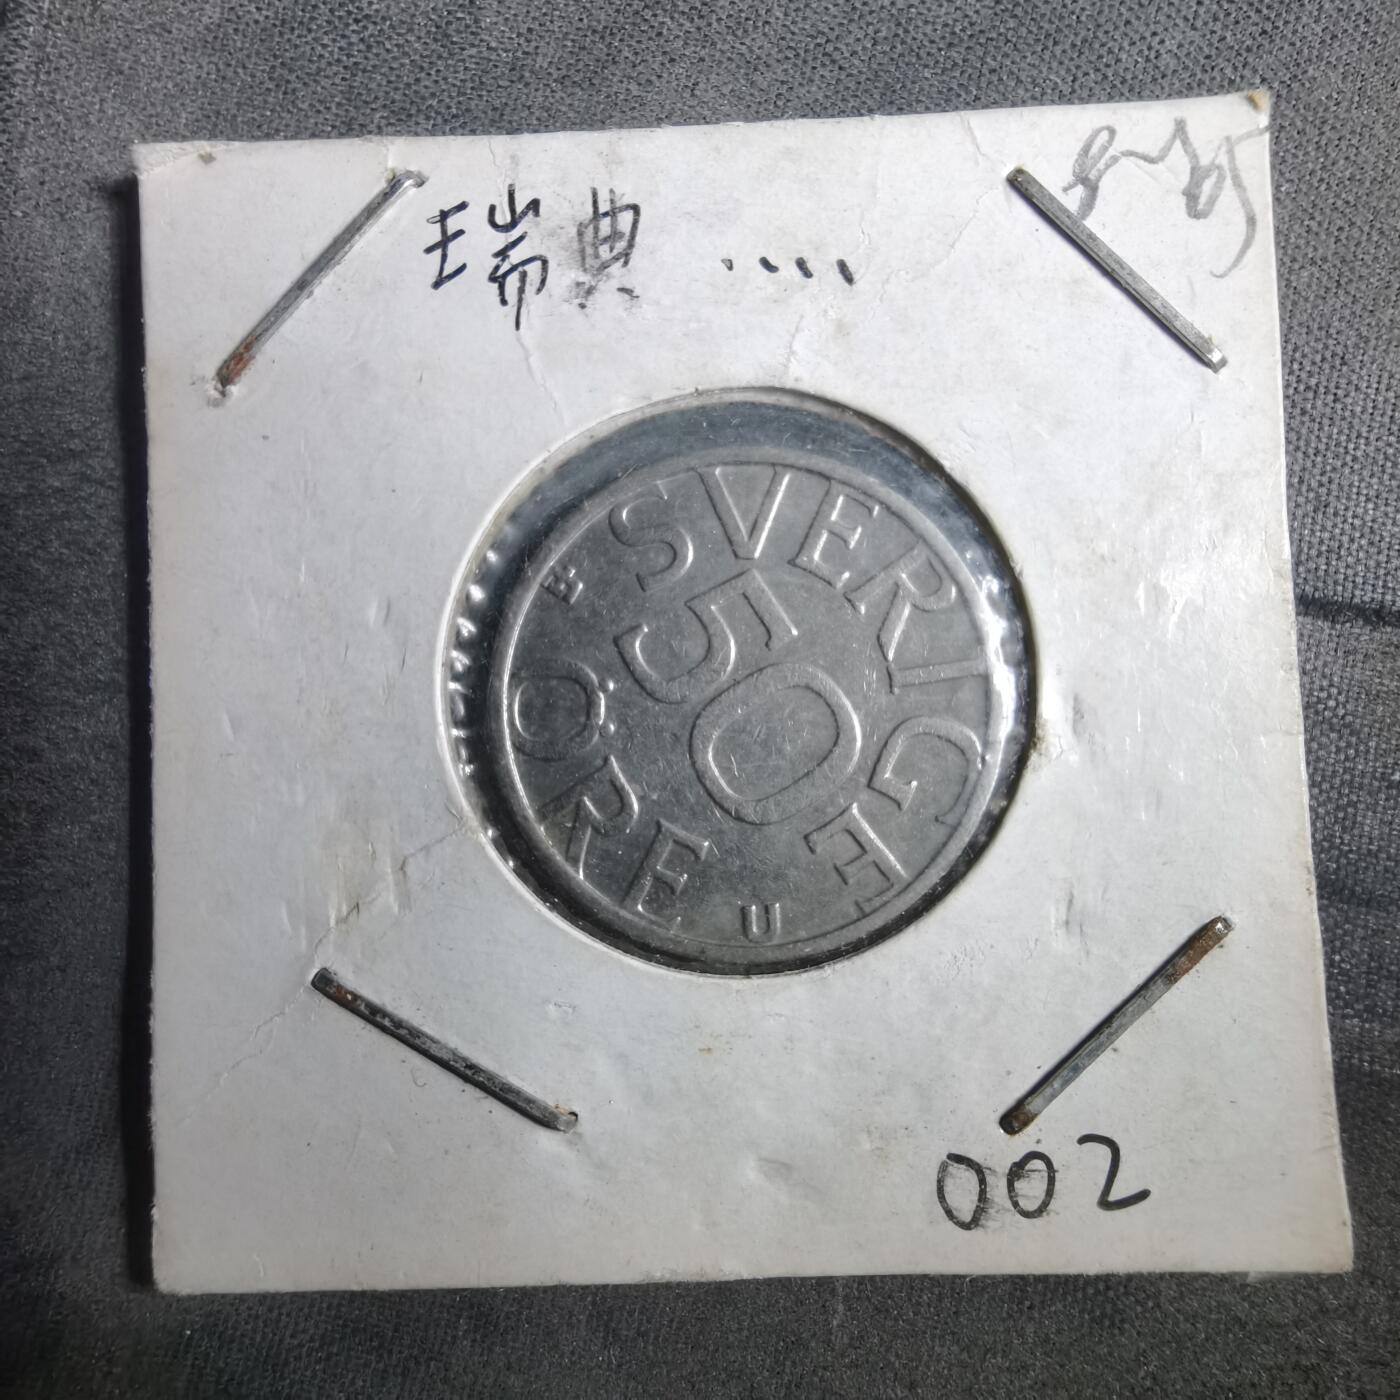 瑞典 ....
SVERIGE
50
ÖRE
E
U
002